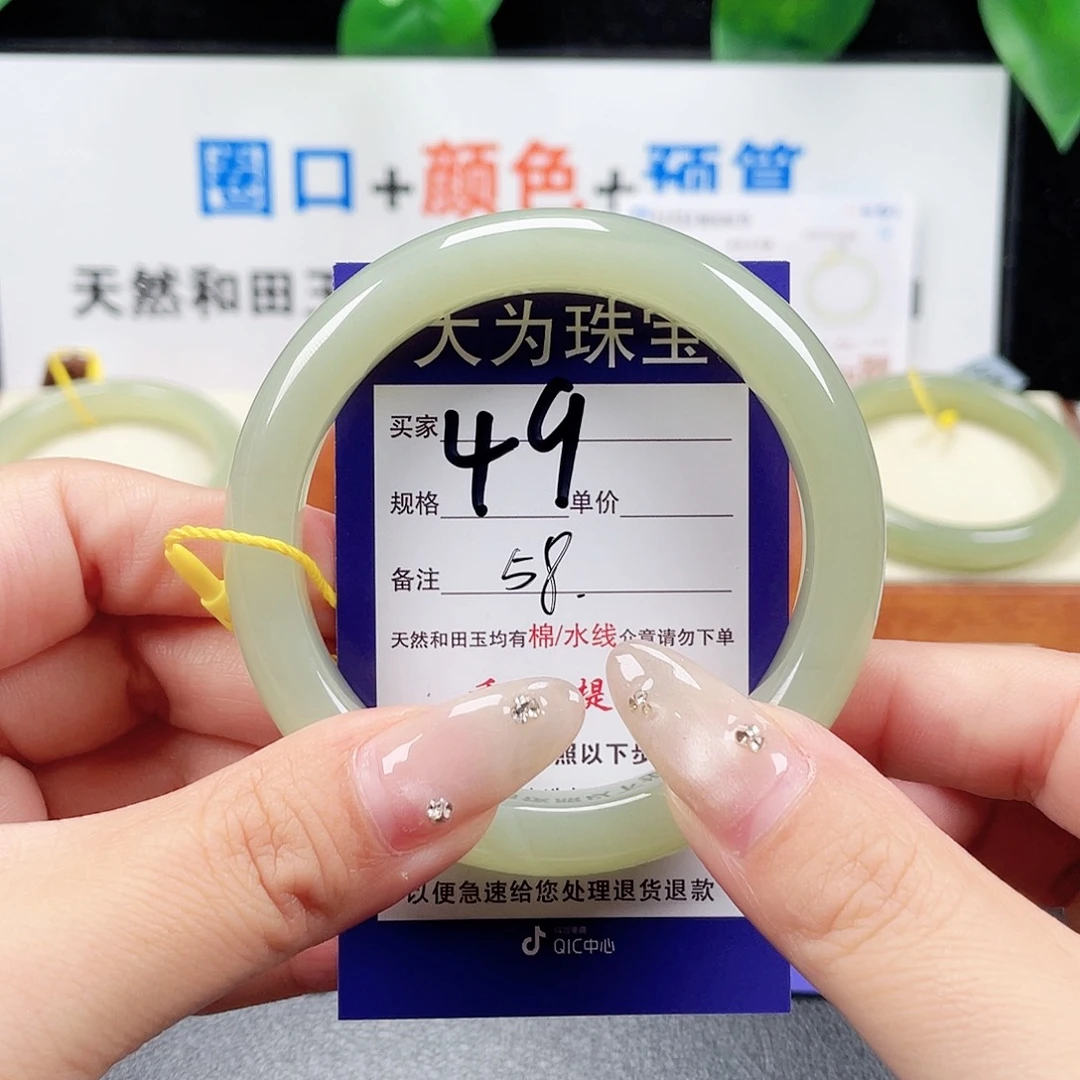 圈口+颜色+预算
天然和田玉
大为珠宝
买家
49
规格 单价
备注 58.
天然和田玉均有棉/水线介意请勿下单
提
照以下步
以便急速给您处理退货退款
QIC中心